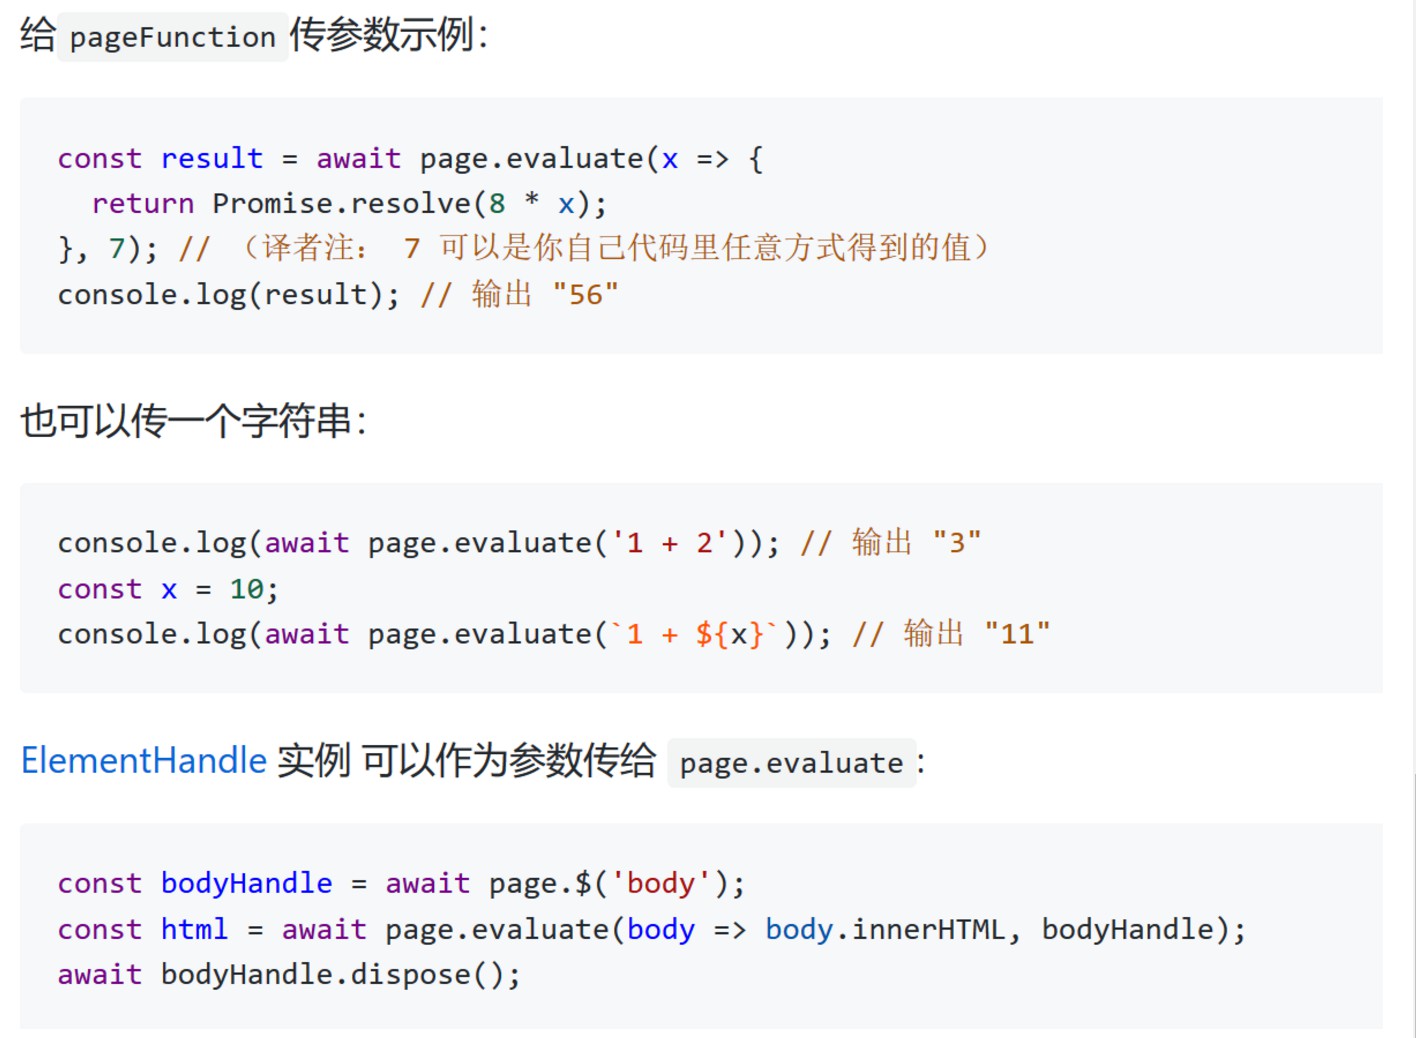 给 pageFunction 传参数示例：
const result = await page.evaluate(x => {
  return Promise.resolve(8 * x);
}, 7); // （译者注： 7 可以是你自己代码里任意方式得到的值）
console.log(result); // 输出 "56"
也可以传一个字符串：
console.log(await page.evaluate('1 + 2')); // 输出 "3"
const x = 10;
console.log(await page.evaluate(`1 + ${x}`)); // 输出 "11"
ElementHandle 实例 可以作为参数传给 page.evaluate:
const bodyHandle = await page.$('body');
const html = await page.evaluate(body => body.innerHTML, bodyHandle);
await bodyHandle.dispose();